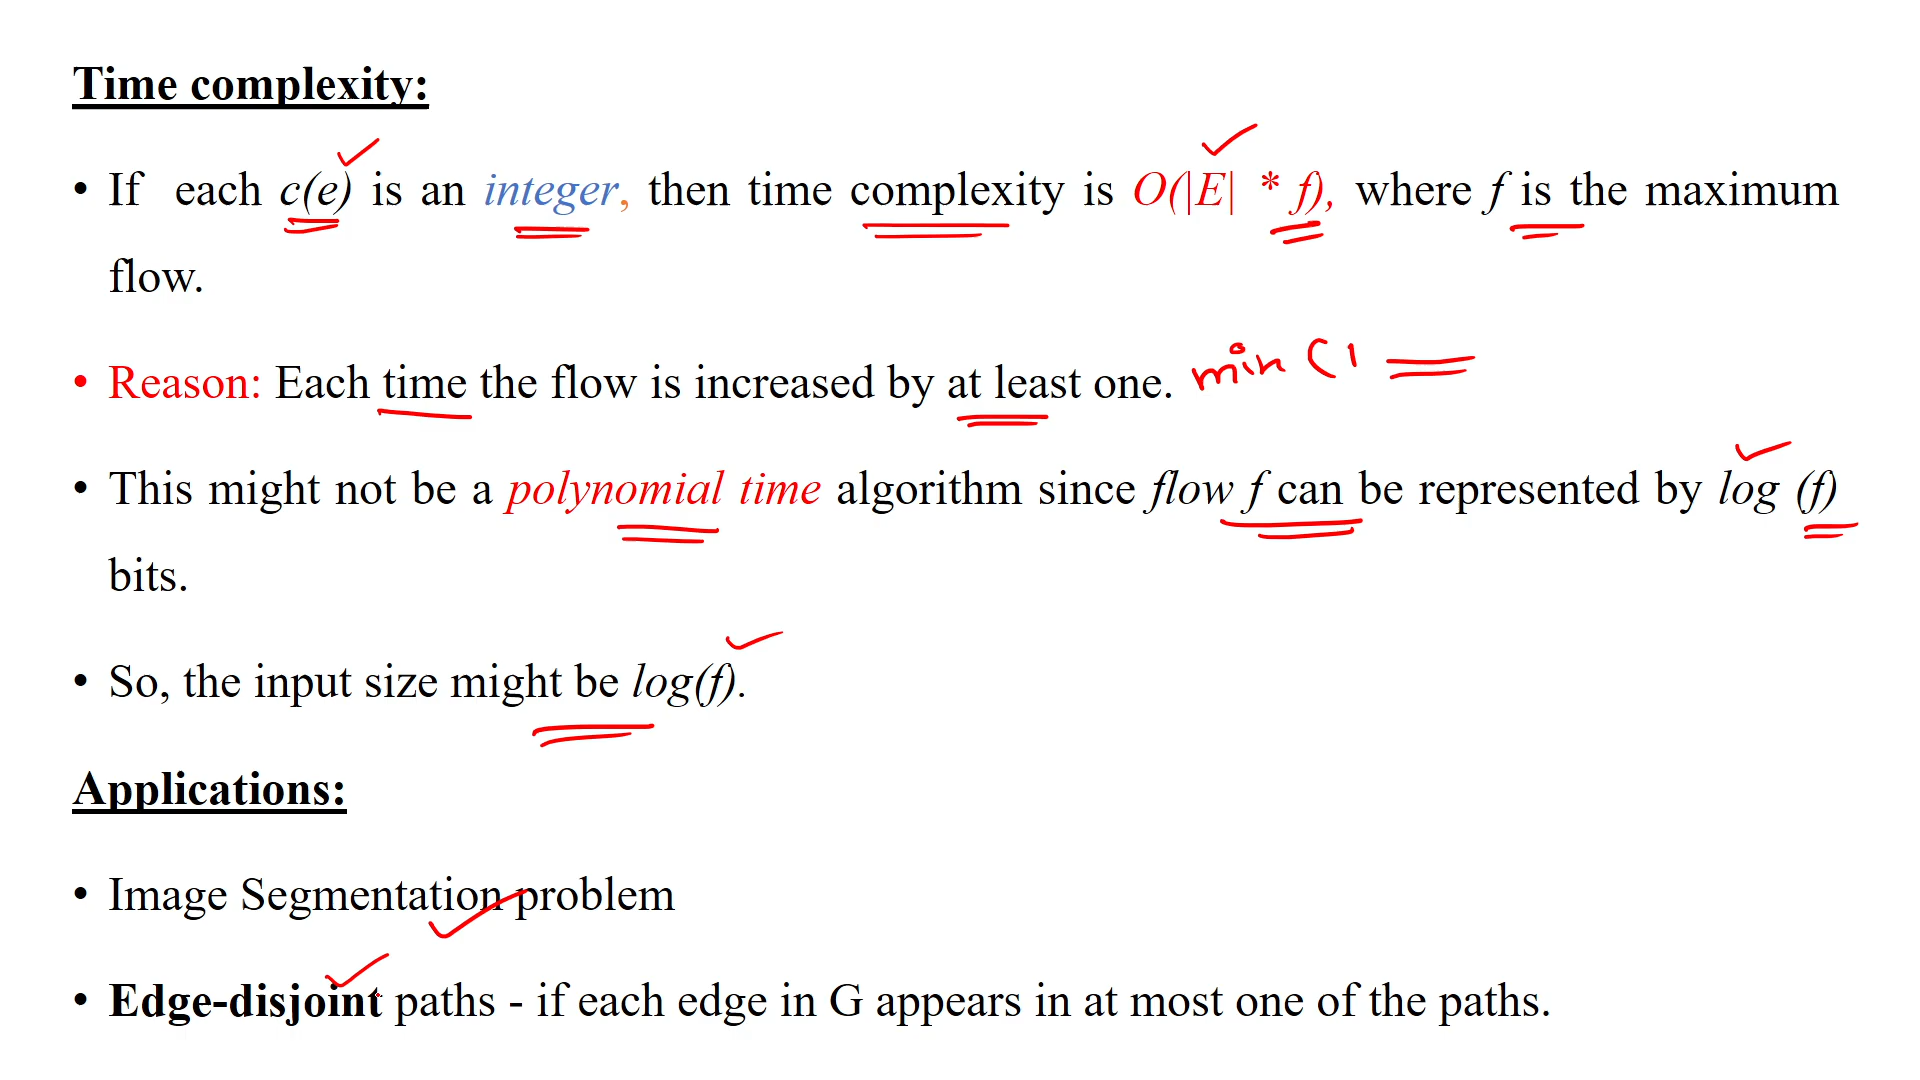 Time complexity:
• If each c(e) is an integer, then time complexity is O(|E| * f), where f is the maximum
flow.
• Reason: Each time the flow is increased by at least one. min (1
• This might not be a polynomial time algorithm since flow f can be represented by log (f)
bits.
• So, the input size might be log(f).
Applications:
• Image Segmentation problem
• Edge-disjoint paths - if each edge in G appears in at most one of the paths.